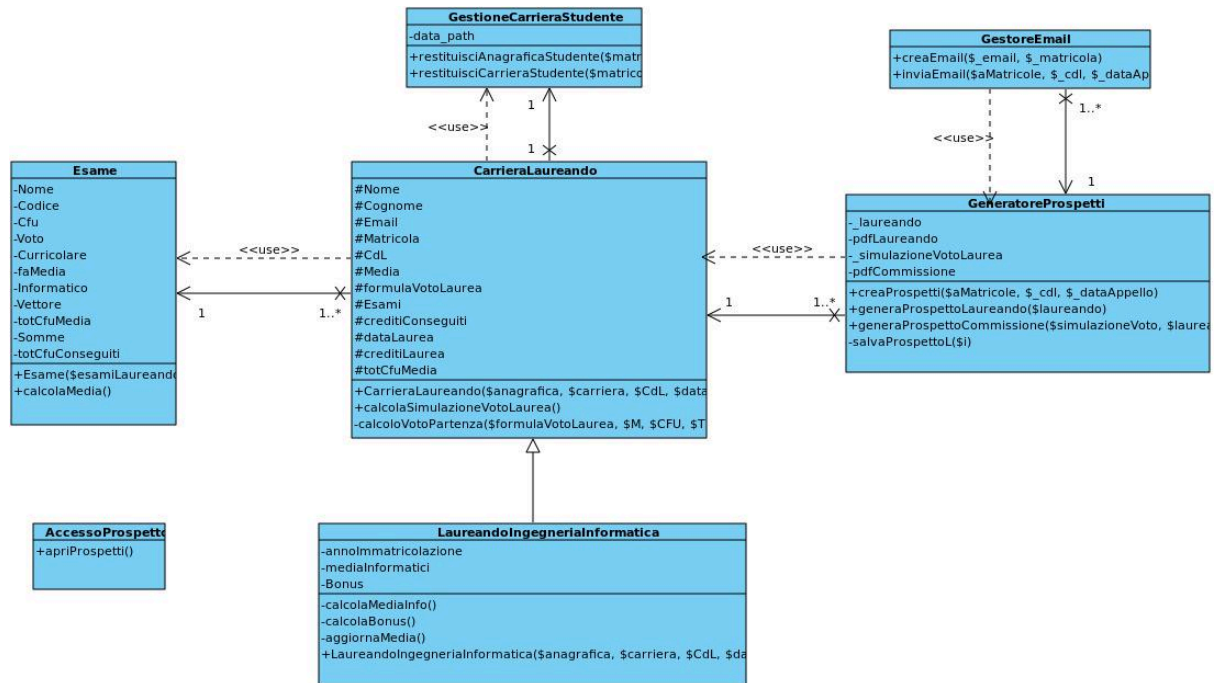 GestioneCarrieraStudente
-data_path
+restituisciAnagraficaStudente($matr
+restituisciCarrieraStudente($matricc
GestoreEmail
+creaEmail($_email, $_matricola)
+inviaEmail($aMatricole, $_cdl, $_dataAp
<<use>>
1
1
<<use>>
1..*
1
Esame
-Nome
-Codice
-Cfu
-Voto
-Curricolare
-faMedia
-Informatico
-Vettore
-totCfuMedia
-Somme
-totCfuConseguiti
+Esame($esamiLaureando
+calcolaMedia()
<<use>>
1
1..*
CarrieraLaureando
#Nome
#Cognome
#Email
#Matricola
#CdL
#Media
#formulaVotoLaurea
#Esami
#creditiConseguiti
#dataLaurea
#creditiLaurea
#totCfuMedia
+CarrieraLaureando($anagrafica, $carriera, $CdL, $data
+calcolaSimulazioneVotoLaurea()
-calcoloVotoPartenza($formulaVotoLaurea, $M, $CFU, $T
<<use>>
1
1..*
GeneratoreProspetti
-_laureando
-pdfLaureando
-_simulazioneVotoLaurea
-pdfCommissione
+creaProspetti($aMatricole, $_cdl, $_dataAppello)
+generaProspettoLaureando($laureando)
+generaProspettoCommissione($simulazioneVoto, $laurea
-salvaProspettoL($i)
AccessoProspetto
+apriProspetti()
LaureandoIngegneriaInformatica
-annoImmatricolazione
-mediaInformatici
-Bonus
-calcolaMediaInfo()
-calcolaBonus()
-aggiornaMedia()
+LaureandoIngegneriaInformatica($anagrafica, $carriera, $CdL, $da